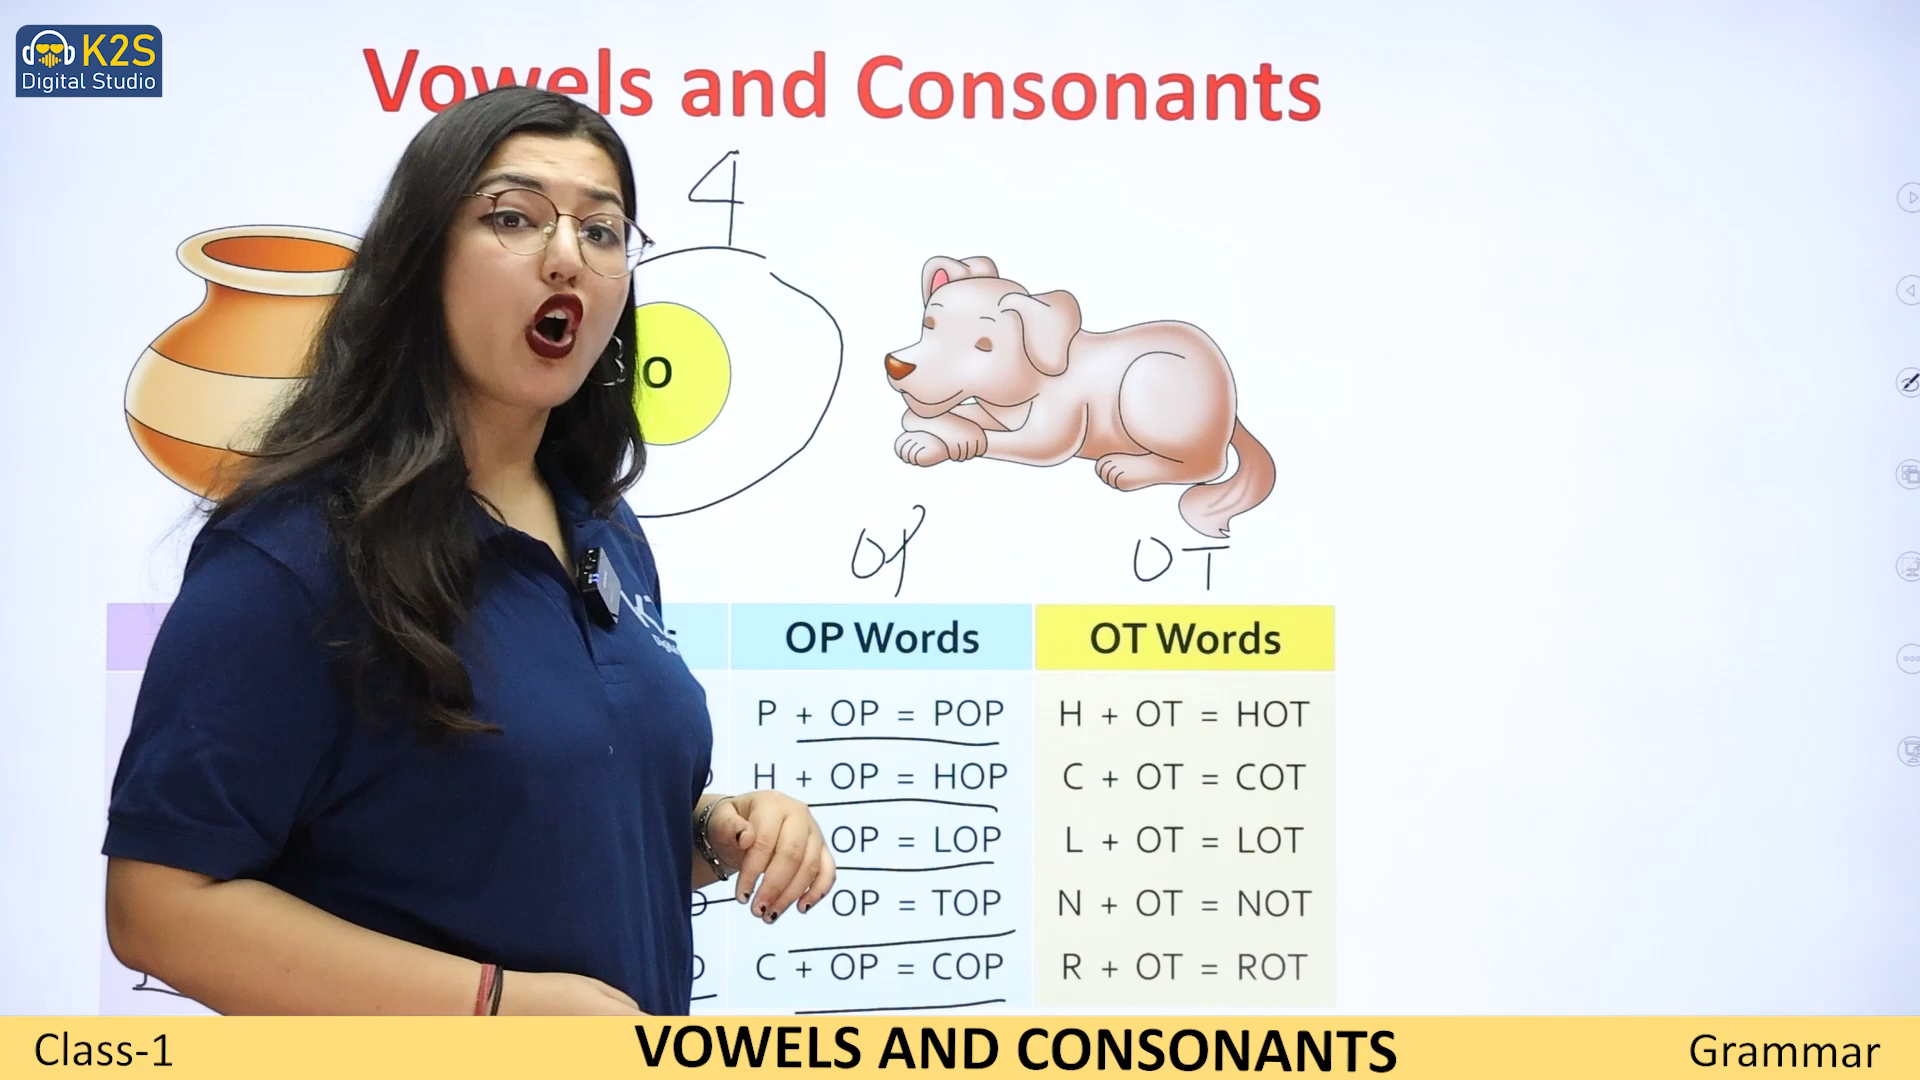 K2S
Digital Studio
Vowels and Consonants
4
o
OP
OT
OP Words
OT Words
P + OP = POP
H + OT = HOT
H + OP = HOP
C + OT = COT
OP = LOP
L + OT = LOT
OP = TOP
N + OT = NOT
C + OP = COP
R + OT = ROT
Class-1
VOWELS AND CONSONANTS
Grammar